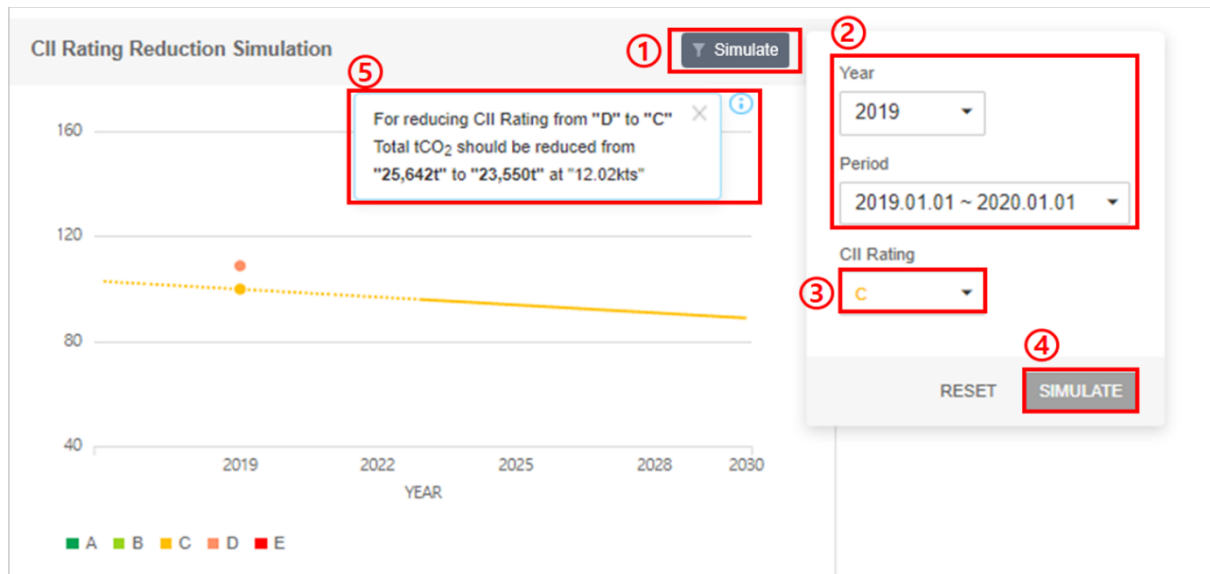 CII Rating Reduction Simulation
① Simulate
②
Year
2019
Period
2019.01.01 ~ 2020.01.01
CII Rating
③ C
④
RESET SIMULATE
⑤
For reducing CII Rating from "D" to "C"
Total tCO₂ should be reduced from
"25,642t" to "23,550t" at "12.02kts"
160
120
80
40
2019 2022 2025 2028 2030
YEAR
A B C D E